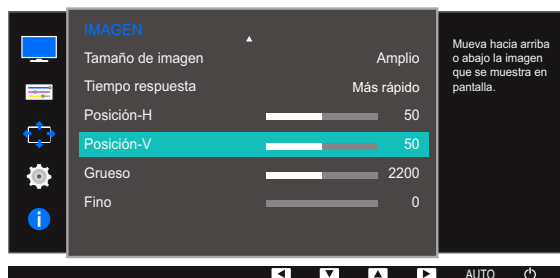 IMAGEN
Tamaño de imagen Amplio
Tiempo respuesta Más rápido
Posición-H 50
Posición-V 50
Grueso 2200
Fino 0
Mueva hacia arriba
o abajo la imagen
que se muestra en
pantalla.
AUTO